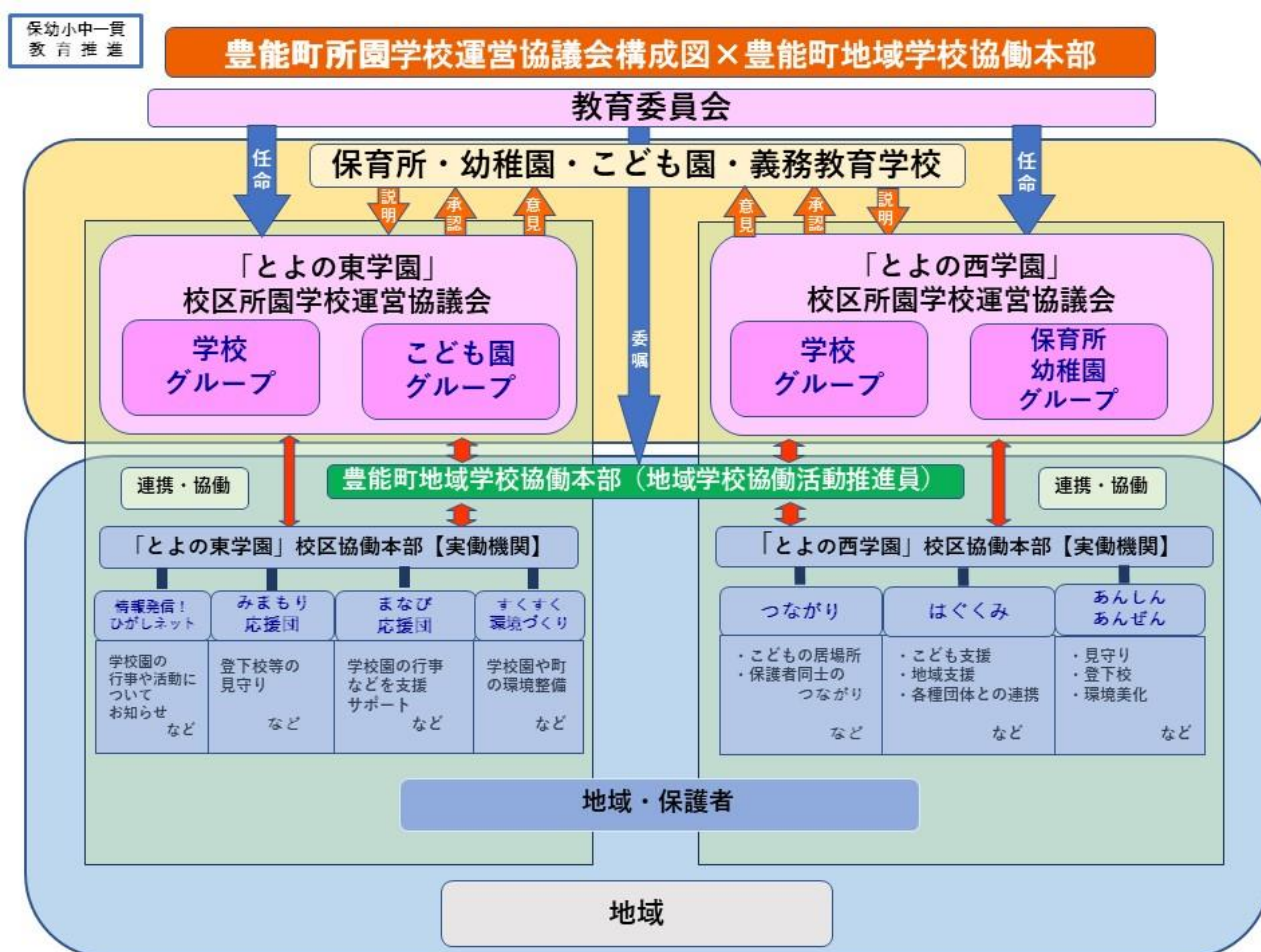 保幼小中一貫
教育推進
豊能町所園学校運営協議会構成図×豊能町地域学校協働本部
教育委員会
任命
委嘱
任命
保育所・幼稚園・こども園・義務教育学校
説明
承認
意見
意見
承認
説明
「とよの東学園」
校区所園学校運営協議会
学校
グループ
こども園
グループ
「とよの西学園」
校区所園学校運営協議会
学校
グループ
保育所
幼稚園
グループ
連携・協働
豊能町地域学校協働本部（地域学校協働活動推進員）
連携・協働
「とよの東学園」校区協働本部【実働機関】
情報発信！
ひがしネット
学校園の
行事や活動に
ついて
お知らせ
など
みまもり
応援団
登下校等の
見守り
など
まなび
応援団
学校園の行事
などを支援
サポート
など
すくすく
環境づくり
学校園や町
の環境整備
など
「とよの西学園」校区協働本部【実働機関】
つながり
・こどもの居場所
・保護者同士の
つながり
など
はぐくみ
・こども支援
・地域支援
・各種団体との連携
など
あんしん
あんぜん
・見守り
・登下校
・環境美化
など
地域・保護者
地域